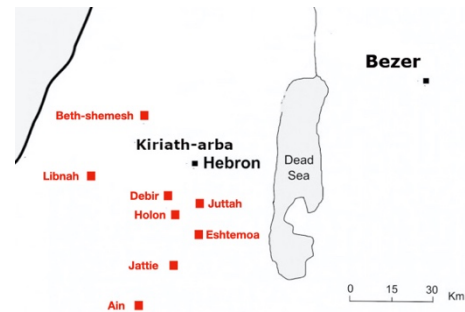 Bezer
Beth-shemesh
Kiriath-arba
Hebron
Dead
Sea
Libnah
Debir
Juttah
Holon
Eshtemoa
Jattie
Ain
0 15 30 Km